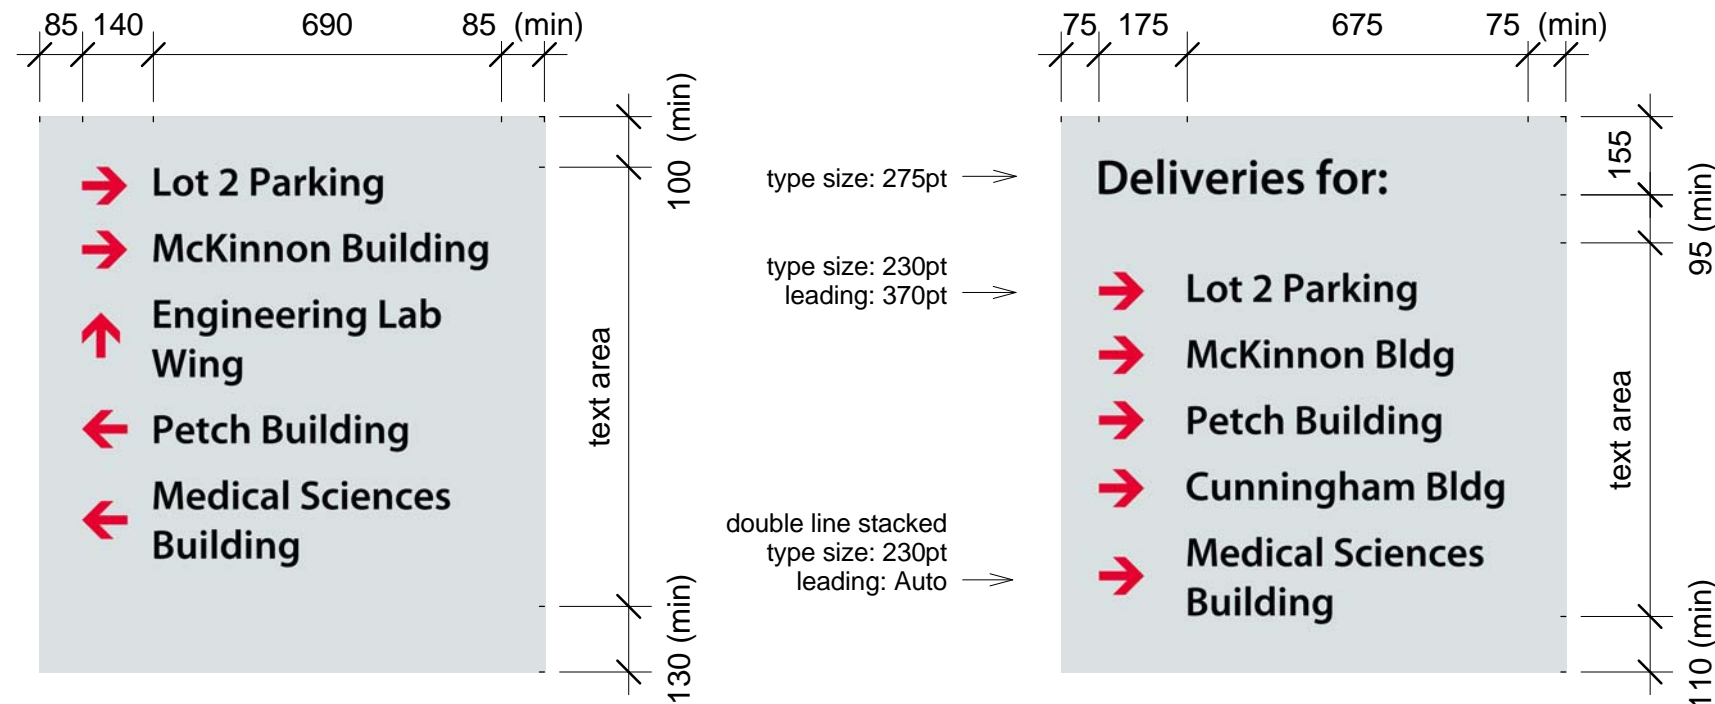 85 140 690 85 (min)
100 (min)
Lot 2 Parking
McKinnon Building
Engineering Lab
Wing
Petch Building
Medical Sciences
Building
text area
130 (min)
type size: 275pt
type size: 230pt
leading: 370pt
double line stacked
type size: 230pt
leading: Auto
75 175 675 75 (min)
155
95 (min)
Deliveries for:
Lot 2 Parking
McKinnon Bldg
Petch Building
Cunningham Bldg
Medical Sciences
Building
text area
110 (min)